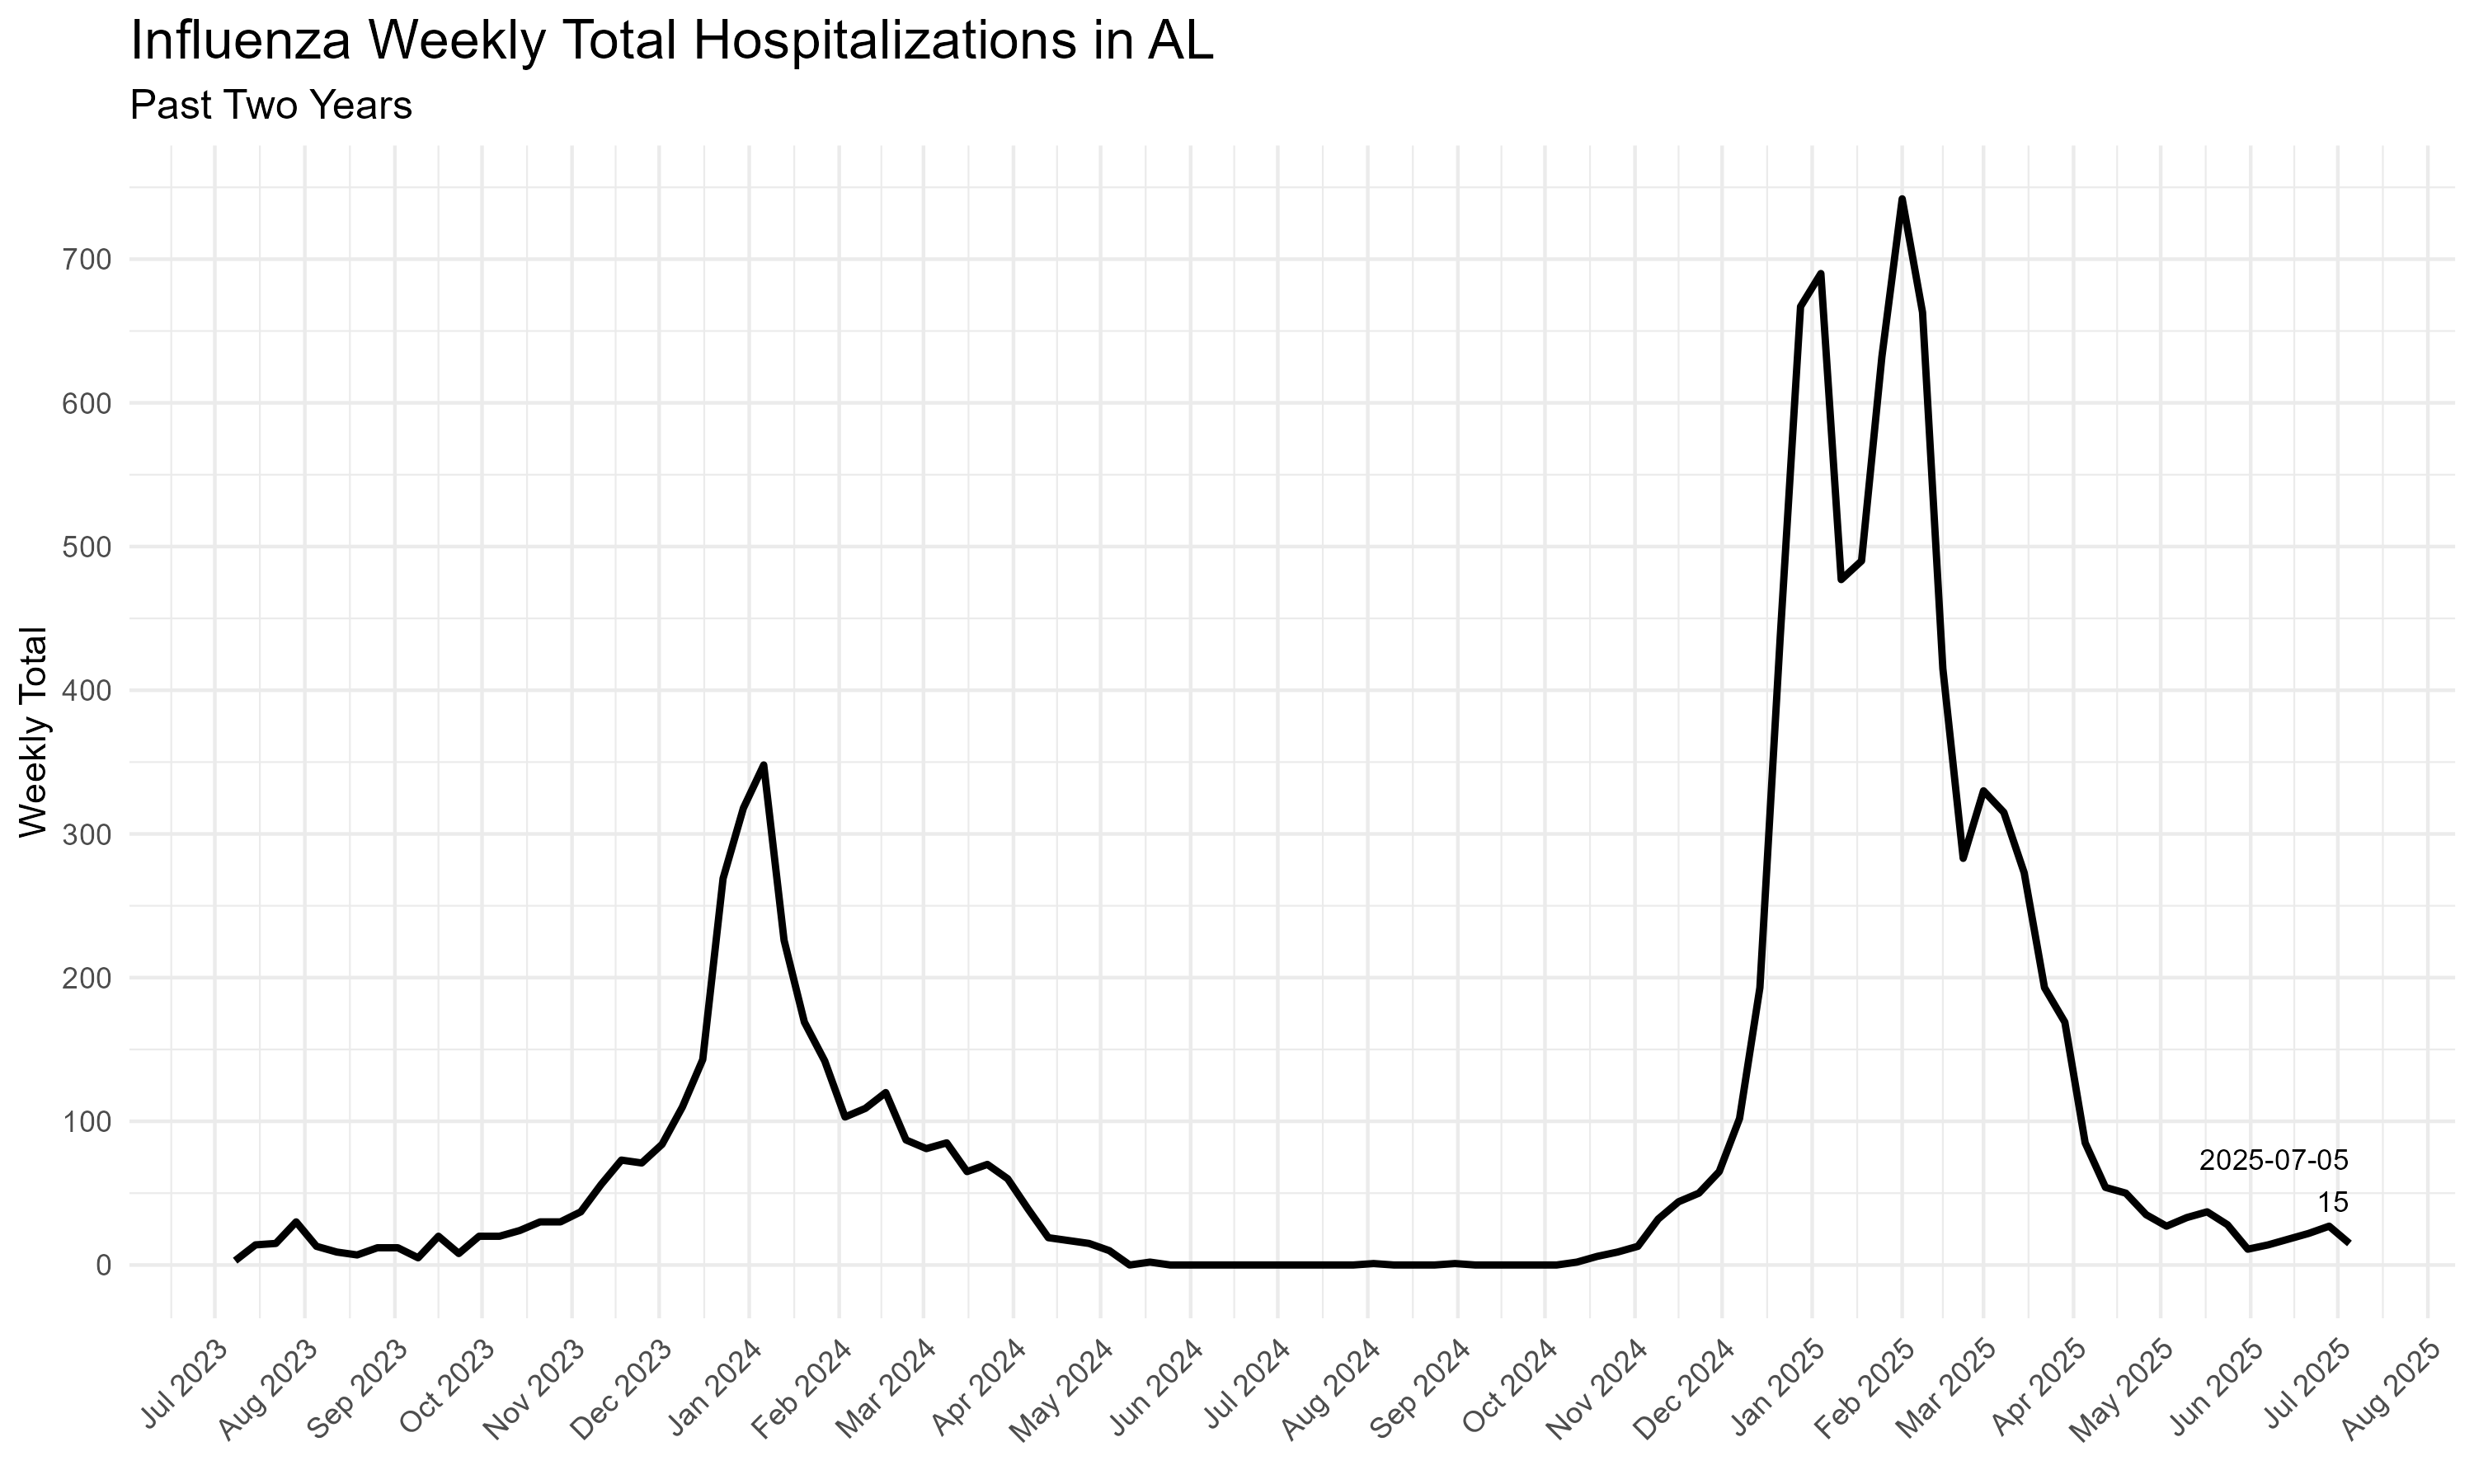 Influenza Weekly Total Hospitalizations in AL
Past Two Years
Weekly Total
700
600
500
400
300
200
100
0
2025-07-05
15
Jul 2023
Aug 2023
Sep 2023
Oct 2023
Nov 2023
Dec 2023
Jan 2024
Feb 2024
Mar 2024
Apr 2024
May 2024
Jun 2024
Jul 2024
Aug 2024
Sep 2024
Oct 2024
Nov 2024
Dec 2024
Jan 2025
Feb 2025
Mar 2025
Apr 2025
May 2025
Jun 2025
Jul 2025
Aug 2025